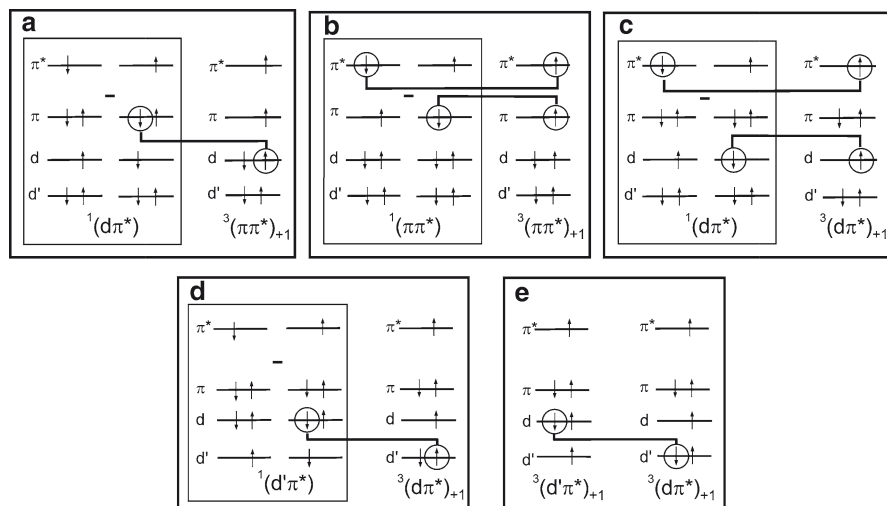 a
π* π*
–
π π
d d
d' d'
¹(dπ*) ³(ππ*)₊₁
b
π* π*
–
π π
d d
d' d'
¹(ππ*) ³(ππ*)₊₁
c
π* π*
–
π π
d d
d' d'
¹(dπ*) ³(dπ*)₊₁
d
π* π*
–
π π
d d
d' d'
¹(d'π*) ³(dπ*)₊₁
e
π* π*
π π
d d
d' d'
³(d'π*)₊₁ ³(dπ*)₊₁